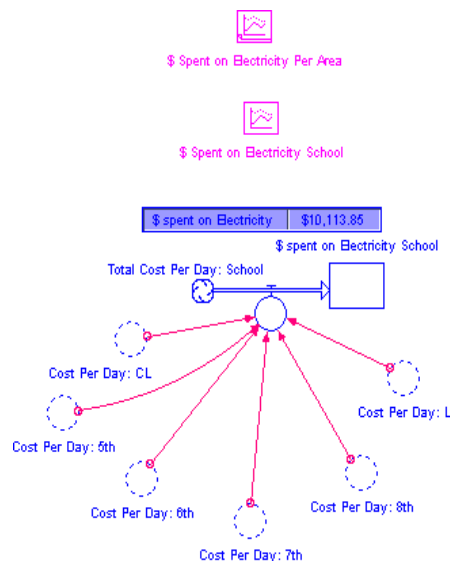 $ Spent on Electricity Per Area
$ Spent on Electricity School
$ spent on Electricity $10,113.85
$ spent on Electricity School
Total Cost Per Day: School
Cost Per Day: CL
Cost Per Day: L
Cost Per Day: 5th
Cost Per Day: 6th
Cost Per Day: 8th
Cost Per Day: 7th